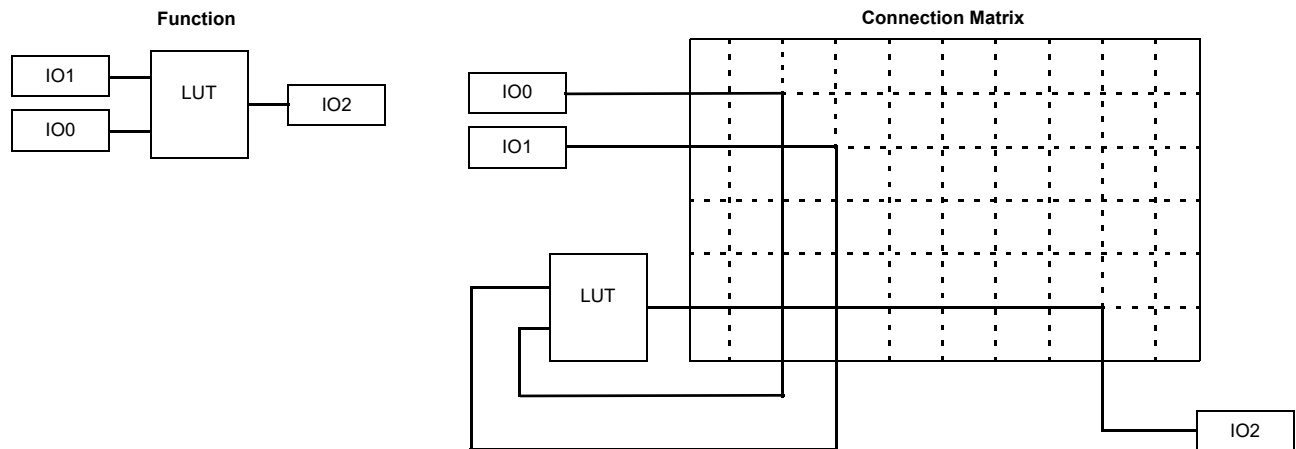 Function
IO1
LUT
IO2
IO0
Connection Matrix
IO0
IO1
LUT
IO2